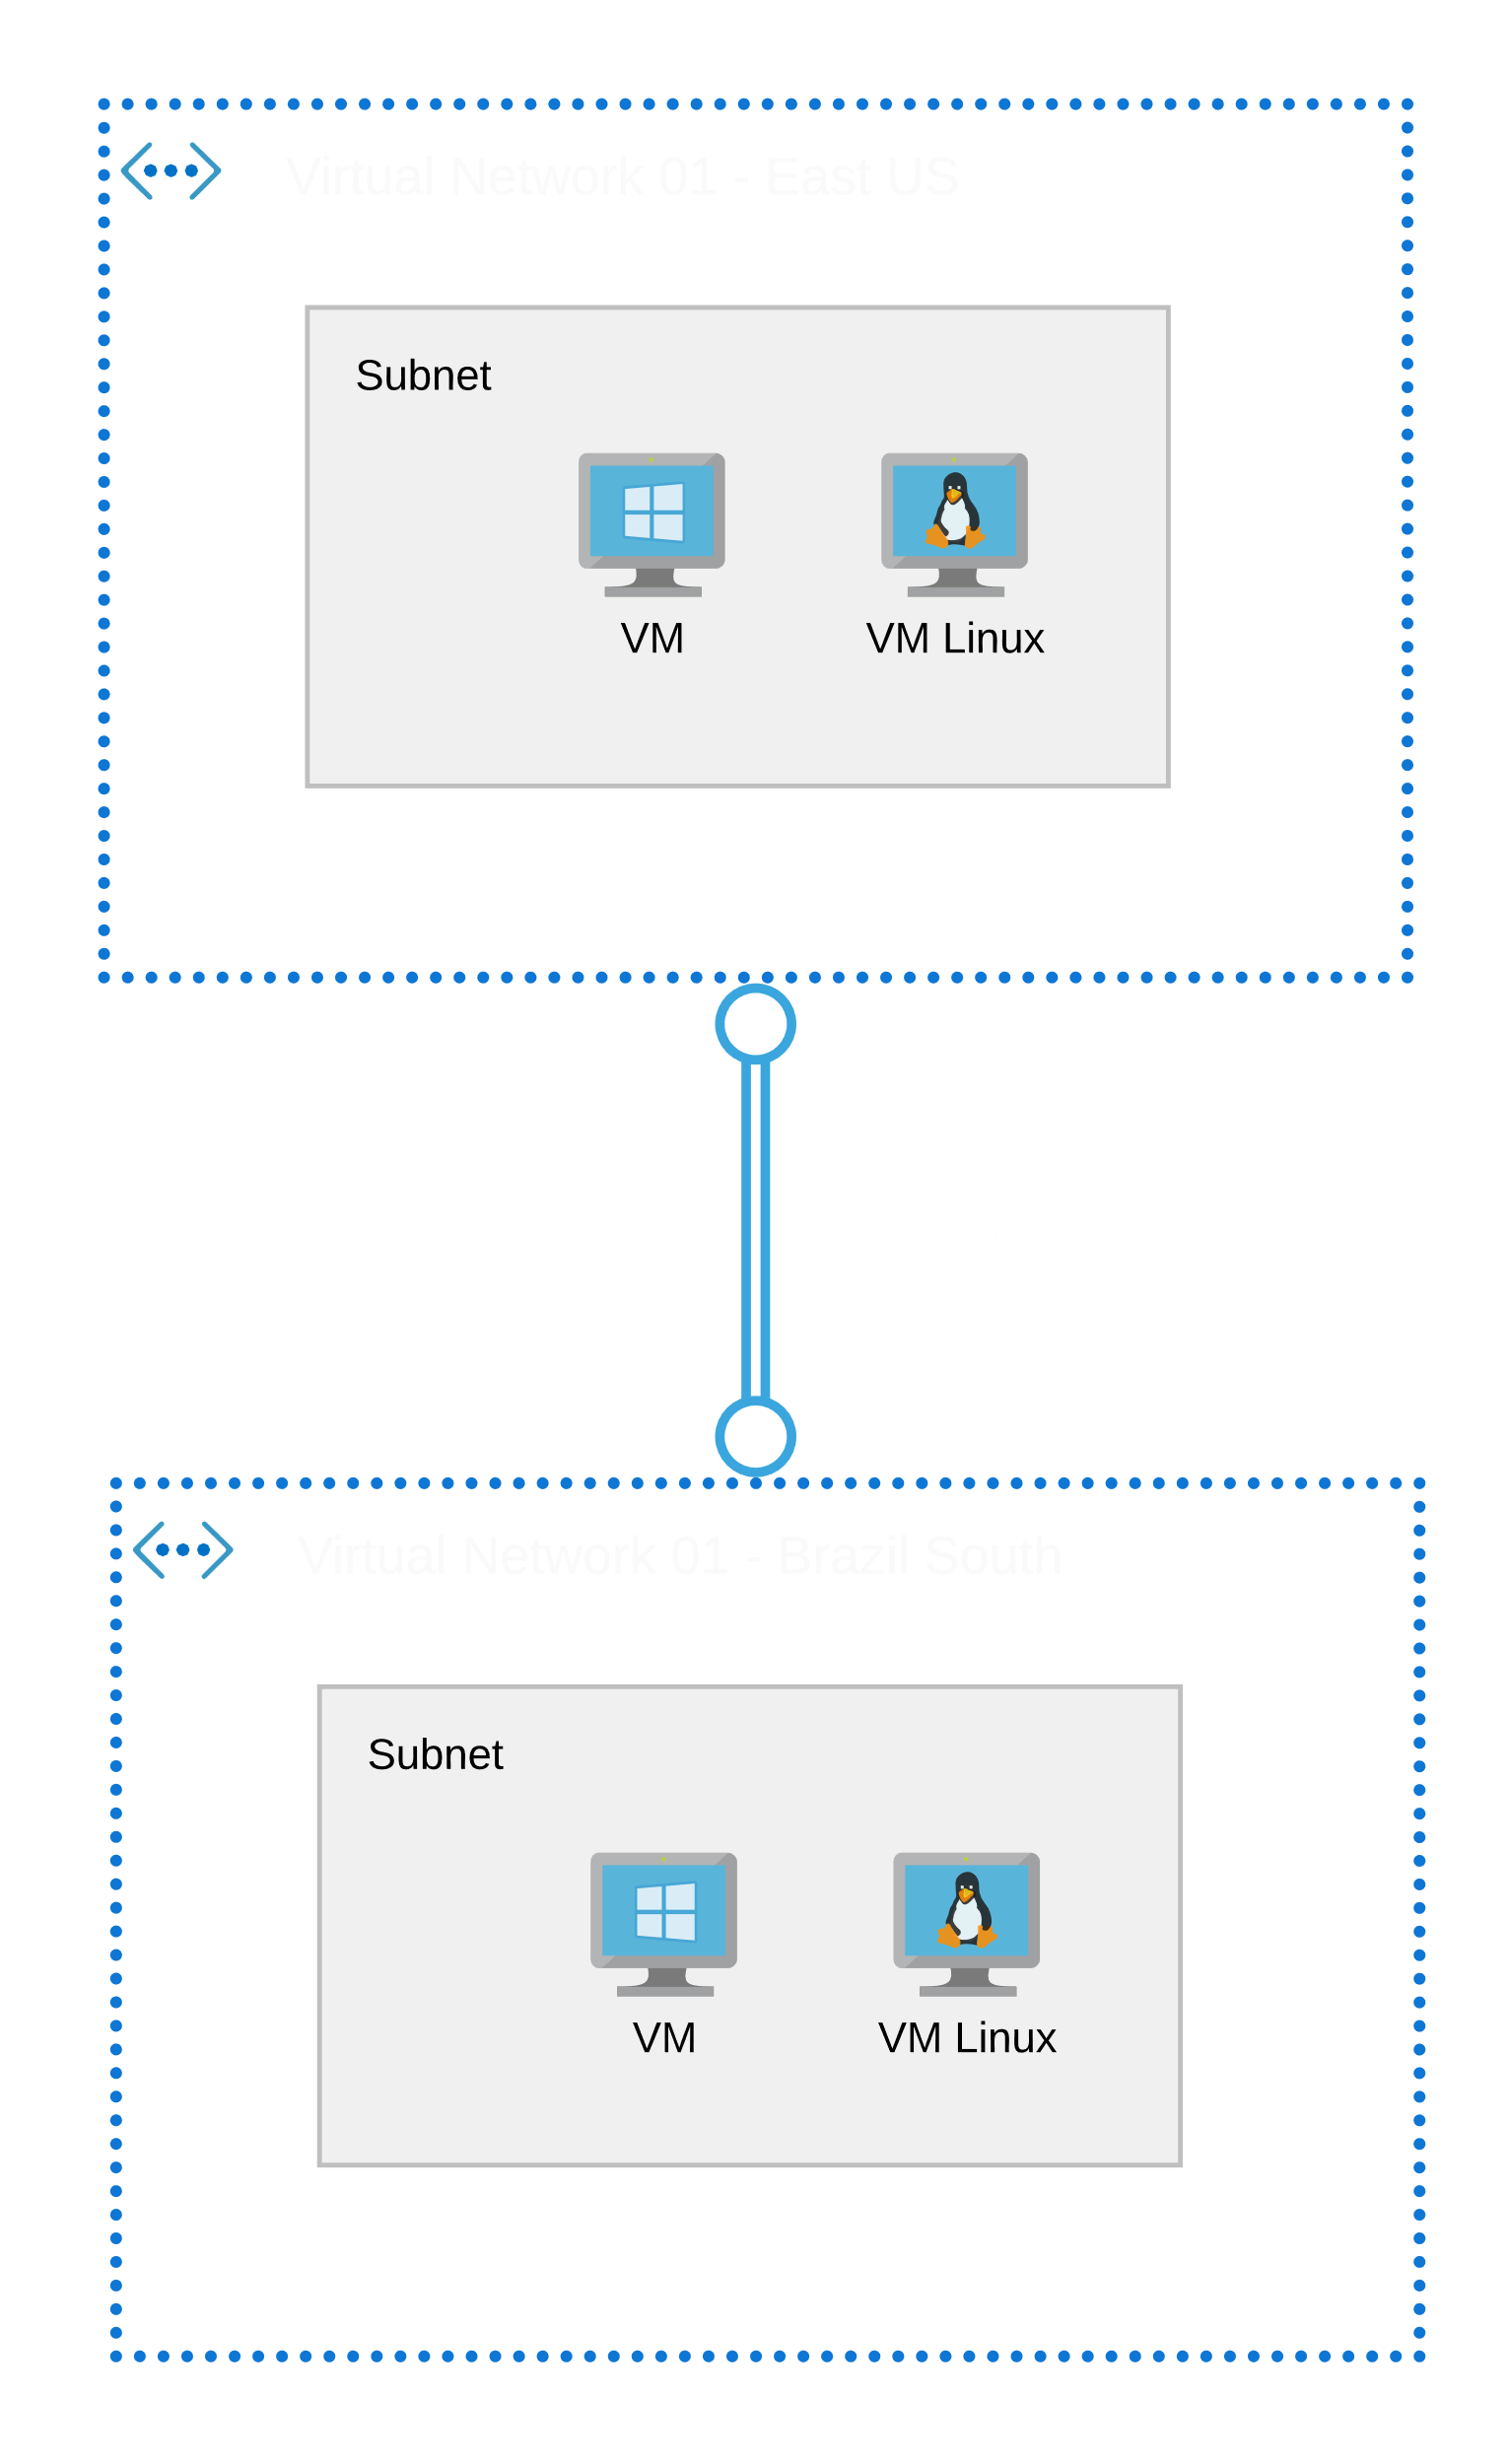 Virtual Network 01 - East US
Subnet
VM
VM Linux
Virtual Network 01 - Brazil South
Subnet
VM
VM Linux